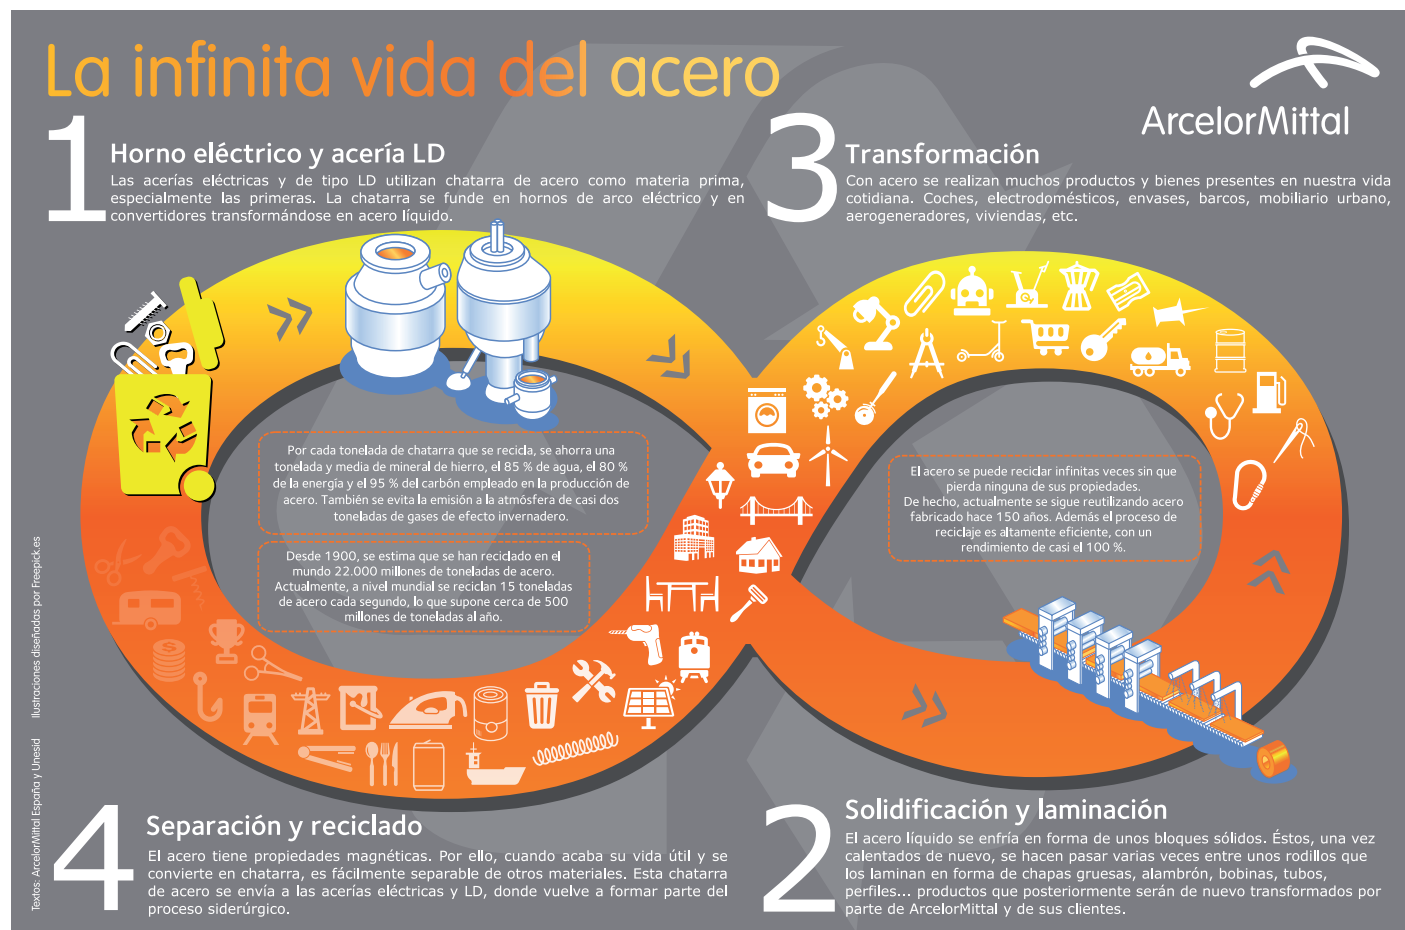 La infinita vida del acero
ArcelorMittal
1
Horno eléctrico y acería LD
Las acerías eléctricas y de tipo LD utilizan chatarra de acero como materia prima,
especialmente las primeras. La chatarra se funde en hornos de arco eléctrico y en
convertidores transformándose en acero líquido.
3
Transformación
Con acero se realizan muchos productos y bienes presentes en nuestra vida
cotidiana. Coches, electrodomésticos, envases, barcos, mobiliario urbano,
aerogeneradores, viviendas, etc.
Por cada tonelada de chatarra que se recicla, se ahorra una
tonelada y media de mineral de hierro, el 85 % de agua, el 80 %
de la energía y el 95 % del carbón empleado en la producción de
acero. También se evita la emisión a la atmósfera de casi dos
toneladas de gases de efecto invernadero.
Desde 1900, se estima que se han reciclado en el
mundo 22.000 millones de toneladas de acero.
Actualmente, a nivel mundial se reciclan 15 toneladas
de acero cada segundo, lo que supone cerca de 500
millones de toneladas al año.
El acero se puede reciclar infinitas veces sin que
pierda ninguna de sus propiedades.
De hecho, actualmente se sigue reutilizando acero
fabricado hace 150 años. Además el proceso de
reciclaje es altamente eficiente, con un
rendimiento de casi el 100 %.
$
4
Separación y reciclado
El acero tiene propiedades magnéticas. Por ello, cuando acaba su vida útil y se
convierte en chatarra, es fácilmente separable de otros materiales. Esta chatarra
de acero se envía a las acerías eléctricas y LD, donde vuelve a formar parte del
proceso siderúrgico.
2
Solidificación y laminación
El acero líquido se enfría en forma de unos bloques sólidos. Éstos, una vez
calentados de nuevo, se hacen pasar varias veces entre unos rodillos que
los laminan en forma de chapas gruesas, alambrón, bobinas, tubos,
perfiles... productos que posteriormente serán de nuevo transformados por
parte de ArcelorMittal y de sus clientes.
Textos: ArcelorMittal España y Unesid Ilustraciones diseñadas por Freepick.es